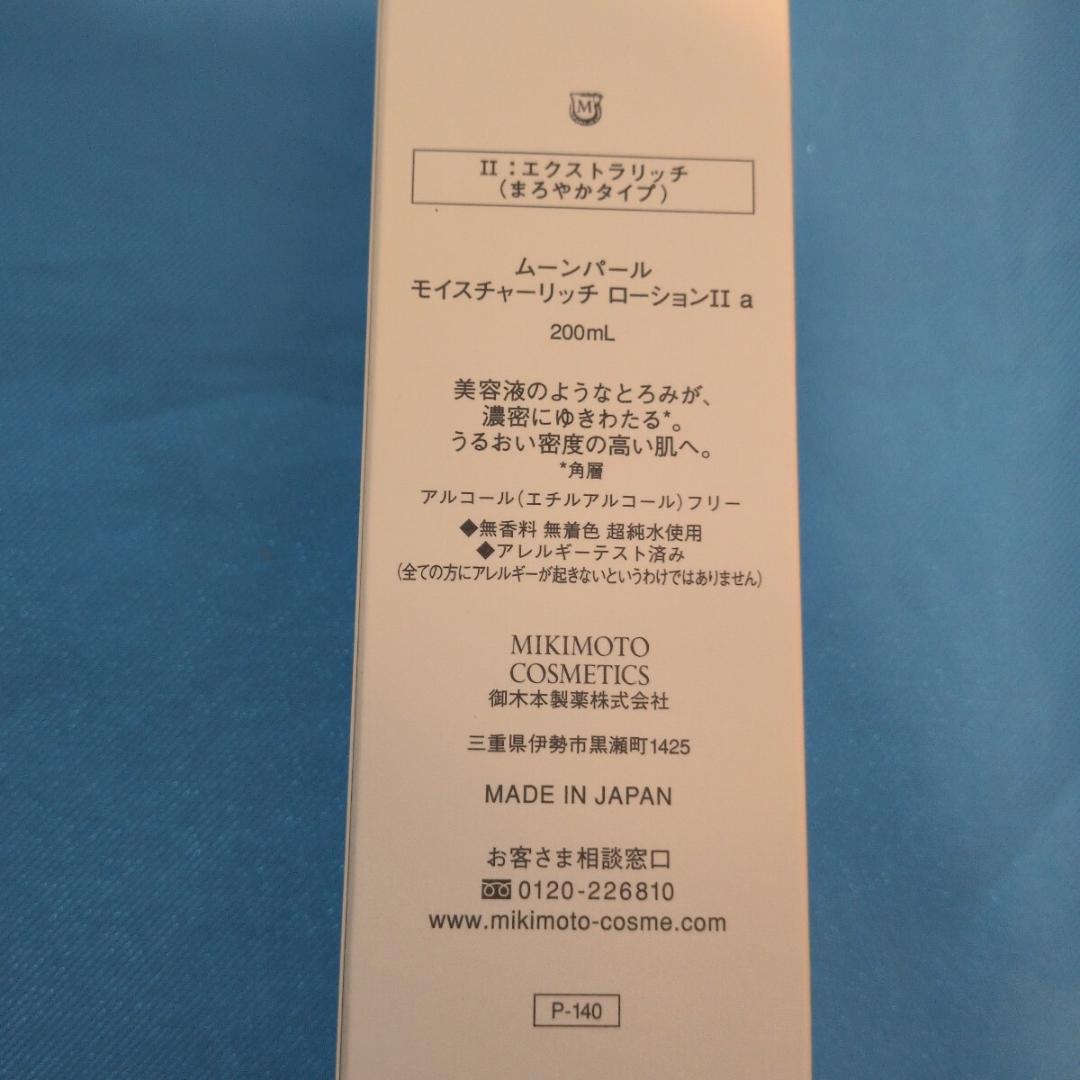 M
II：エクストラリッチ
（まろやかタイプ）
ムーンパール
モイスチャーリッチ ローションII a
200mL
美容液のようなとろみが、
濃密にゆきわたる*。
うるおい密度の高い肌へ。
*角層
アルコール（エチルアルコール）フリー
◆無香料 無着色 超純水使用
◆アレルギーテスト済み
（全ての方にアレルギーが起きないというわけではありません）
MIKIMOTO
COSMETICS
御木本製薬株式会社
三重県伊勢市黒瀬町1425
MADE IN JAPAN
お客さま相談窓口
0120-226810
www.mikimoto-cosme.com
P-140